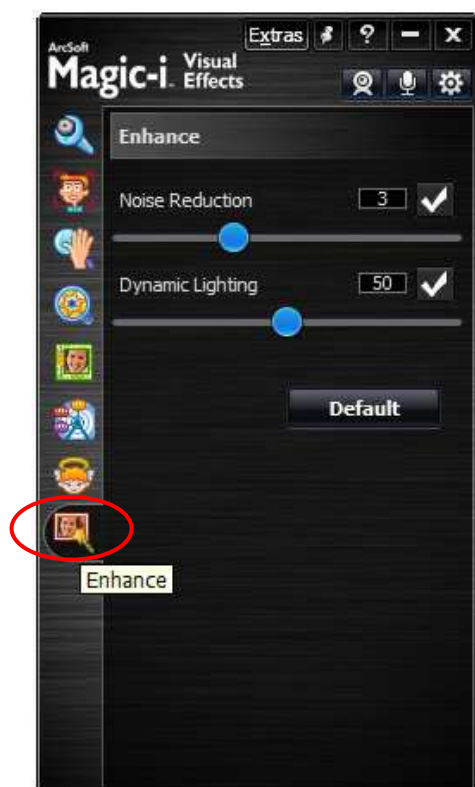 Extras ? 
ArcSoft
Magic-i Visual Effects
Enhance
Noise Reduction 3
Dynamic Lighting 50
Default
Enhance